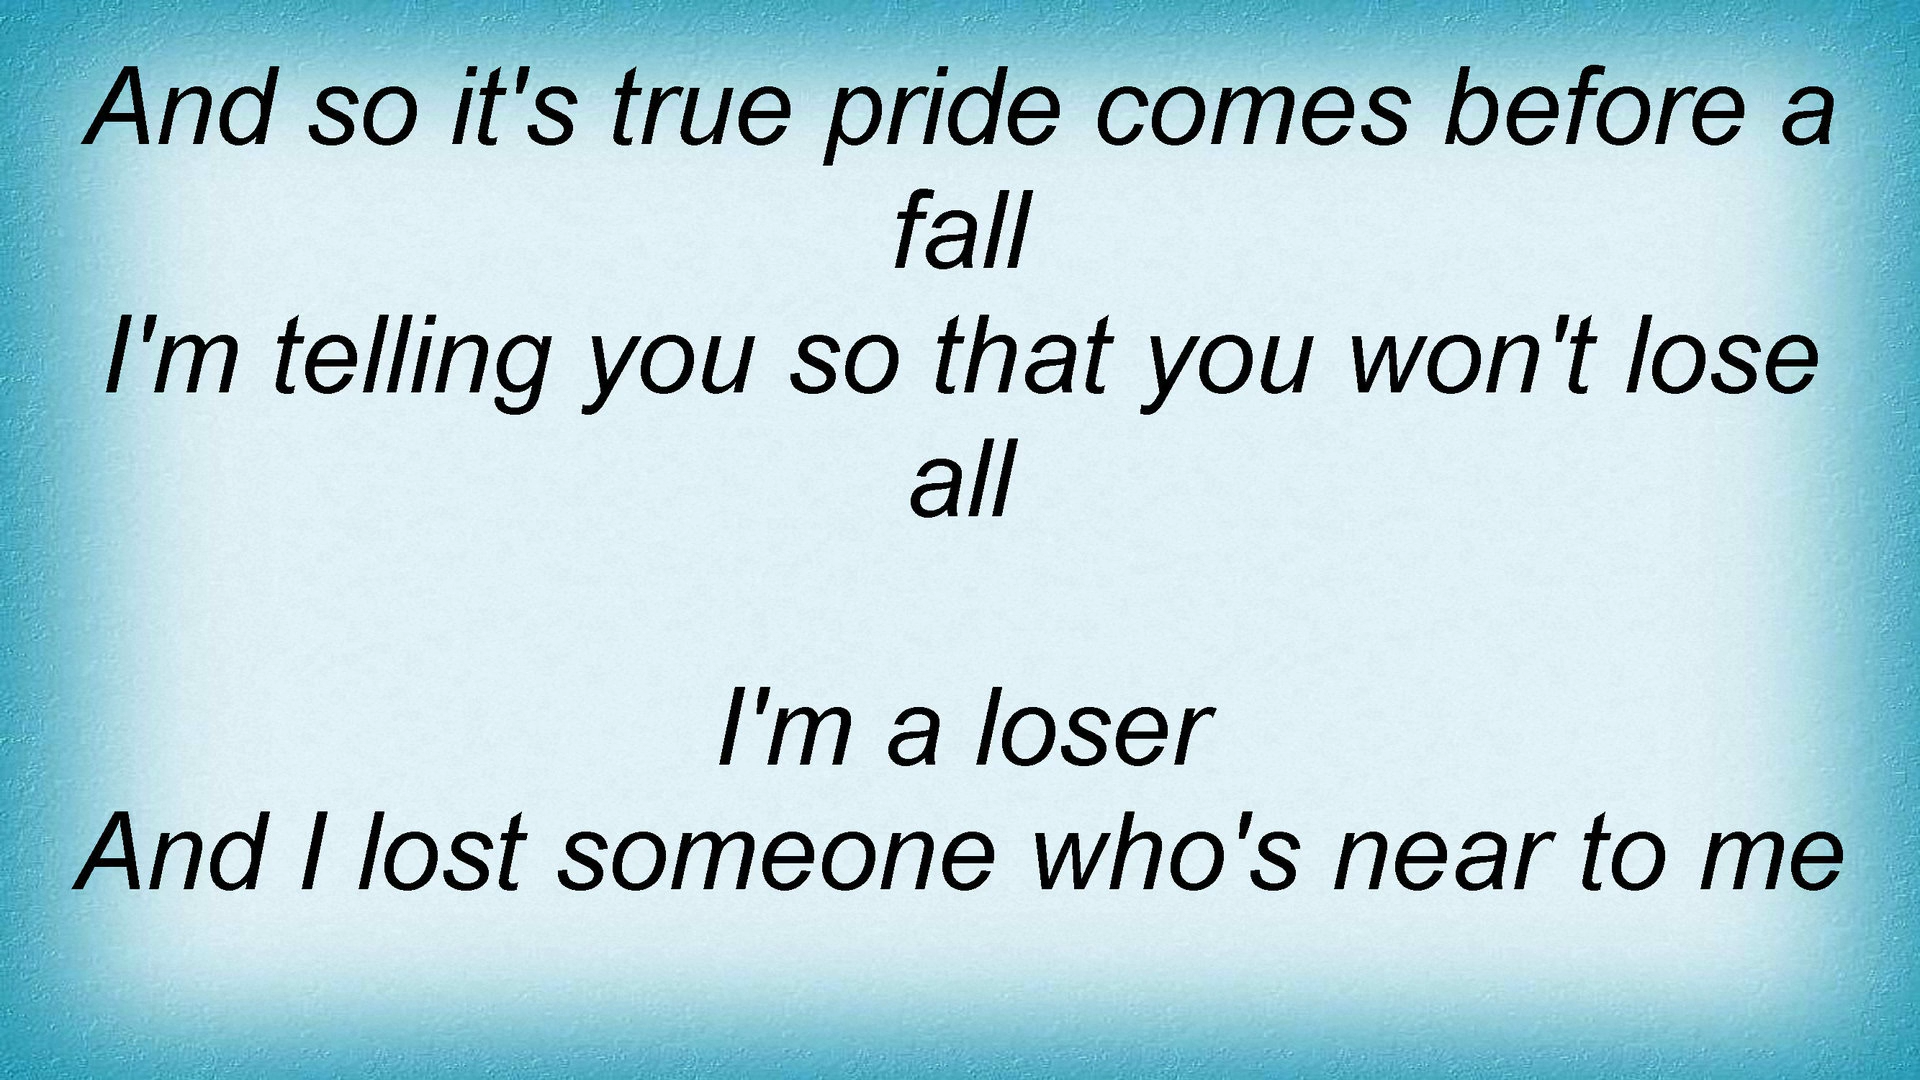 And so it's true pride comes before a
fall
I'm telling you so that you won't lose
all
I'm a loser
And I lost someone who's near to me